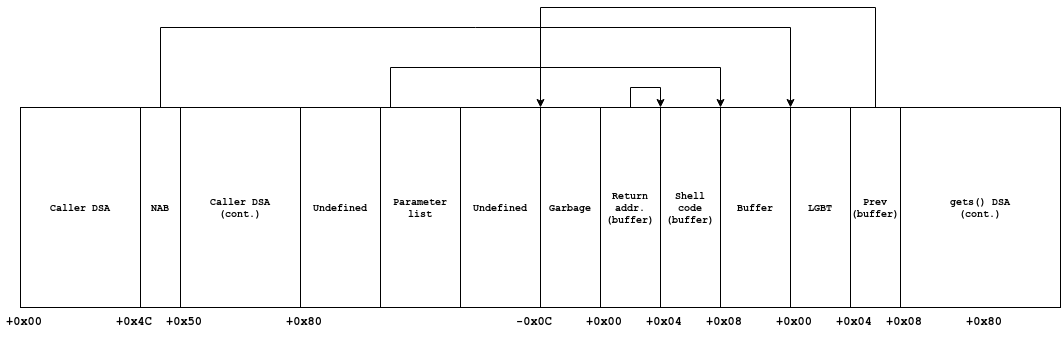 Caller DSA
NAB
Caller DSA
(cont.)
Undefined
Parameter
list
Undefined
Garbage
Return
addr.
(buffer)
Shell
code
(buffer)
Buffer
LGBT
Prev
(buffer)
gets() DSA
(cont.)
+0x00
+0x4C
+0x50
+0x80
-0x0C
+0x00
+0x04
+0x08
+0x00
+0x04
+0x08
+0x80